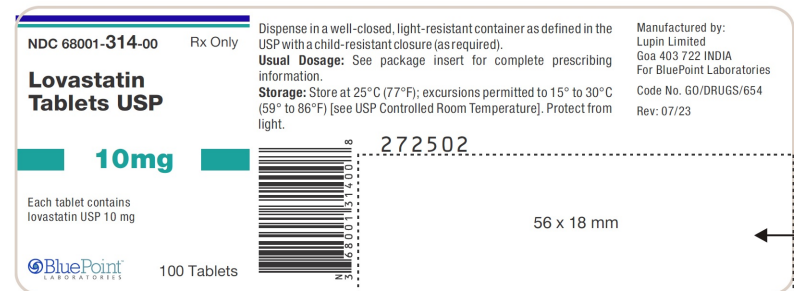 NDC 68001-314-00 Rx Only
Lovastatin
Tablets USP
10mg
Each tablet contains
lovastatin USP 10 mg
BluePoint
LABORATORIES
100 Tablets
Dispense in a well-closed, light-resistant container as defined in the
USP with a child-resistant closure (as required).
Usual Dosage: See package insert for complete prescribing
information.
Storage: Store at 25°C (77°F); excursions permitted to 15° to 30°C
(59° to 86°F) [see USP Controlled Room Temperature]. Protect from
light.
N 3 68001 31400 8
272502
56 x 18 mm
Manufactured by:
Lupin Limited
Goa 403 722 INDIA
For BluePoint Laboratories
Code No. GO/DRUGS/654
Rev: 07/23